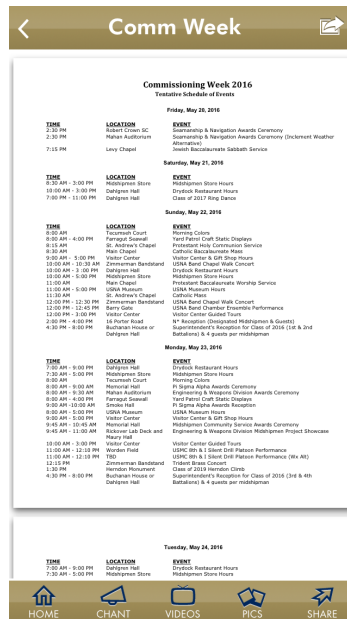 Comm Week
Commissioning Week 2016
Tentative Schedule of Events
Friday, May 20, 2016
TIME LOCATION EVENT
2:30 PM Robert Crown SC Seamanship & Navigation Awards Ceremony
2:30 PM Mahan Auditorium Seamanship & Navigation Awards Ceremony (Inclement Weather
Alternative)
7:15 PM Levy Chapel Jewish Baccalaureate Sabbath Service
Saturday, May 21, 2016
TIME LOCATION EVENT
8:30 AM - 3:00 PM Midshipmen Store Midshipmen Store Hours
10:00 AM - 3:00 PM Dahlgren Hall Drydock Restaurant Hours
7:00 PM - 11:00 PM Dahlgren Hall Class of 2017 Ring Dance
Sunday, May 22, 2016
TIME LOCATION EVENT
8:00 AM Tecumseh Court Morning Colors
8:00 AM - 4:00 PM Farragut Seawall Yard Patrol Craft Static Displays
8:15 AM St. Andrew's Chapel Protestant Holy Communion Service
8:30 AM Main Chapel Catholic Baccalaureate Mass
9:00 AM - 5:00 PM Visitor Center Visitor Center & Gift Shop Hours
10:00 AM - 10:30 AM Zimmerman Bandstand USNA Band Chapel Walk Concert
10:00 AM - 3 :00 PM Dahlgren Hall Drydock Restaurant Hours
10:00 AM - 5:00 PM Midshipmen Store Midshipmen Store Hours
11:00 AM Main Chapel Protestant Baccalaureate Worship Service
11:00 AM - 5:00 PM USNA Museum USNA Museum Hours
11:30 AM St. Andrew's Chapel Catholic Mass
12:00 PM - 12:30 PM Zimmerman Bandstand USNA Band Chapel Walk Concert
12:00 PM - 12:45 PM Barry Gate USNA Band Chamber Ensemble Performance
12:00 PM - 3:00 PM Visitor Center Visitor Center Guided Tours
2:00 PM - 4:00 PM 16 Porter Road N* Reception (Designated Midshipmen & Guests)
4:30 PM - 8:00 PM Buchanan House or Superintendent's Reception for Class of 2016 (1st & 2nd
Dahlgren Hall Battalions) & 4 guests per midshipman
Monday, May 23, 2016
TIME LOCATION EVENT
7:00 AM - 9:00 PM Dahlgren Hall Drydock Restaurant Hours
7:30 AM - 5:00 PM Midshipmen Store Midshipmen Store Hours
8:00 AM Tecumseh Court Morning Colors
8:00 AM - 9:00 AM Memorial Hall Pi Sigma Alpha Awards Ceremony
8:00 AM - 9:30 AM Mahan Auditorium Engineering & Weapons Division Awards Ceremony
8:00 AM - 4:00 PM Farragut Seawall Yard Patrol Craft Static Displays
9:00 AM -10:00 AM Smoke Hall Pi Sigma Alpha Awards Reception
8:00 AM - 5:00 PM USNA Museum USNA Museum Hours
9:00 AM - 5:00 PM Visitor Center Visitor Center & Gift Shop Hours
9:45 AM - 10:45 AM Memorial Hall Midshipmen Community Service Awards Ceremony
9:45 AM - 11:00 AM Rickover Lab Deck and Engineering & Weapons Division Midshipmen Project Showcase
Maury Hall
10:00 AM - 3:00 PM Visitor Center Visitor Center Guided Tours
11:00 AM - 12:10 PM Worden Field USMC 8th & I Silent Drill Platoon Performance
11:00 AM - 12:10 PM TBD USMC 8th & I Silent Drill Platoon Performance (Wx Alt)
12:15 PM Zimmerman Bandstand Trident Brass Concert
1:30 PM Herndon Monument Class of 2019 Herndon Climb
4:30 PM - 8:00 PM Buchanan House or Superintendent's Reception for Class of 2016 (3rd & 4th
Dahlgren Hall Battalions) & 4 guests per midshipman
Tuesday, May 24, 2016
TIME LOCATION EVENT
7:00 AM - 9:00 PM Dahlgren Hall Drydock Restaurant Hours
7:30 AM - 5:00 PM Midshipmen Store Midshipmen Store Hours
HOME CHANT VIDEOS PICS SHARE